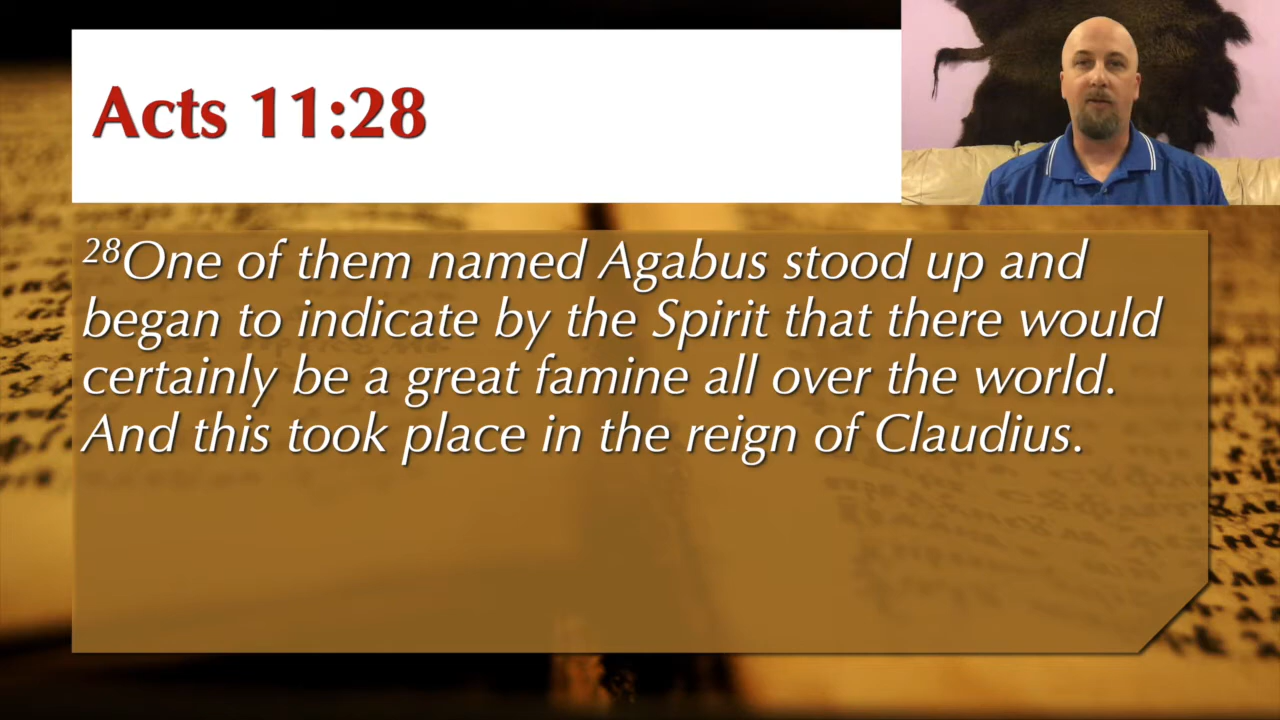 Acts 11:28
28One of them named Agabus stood up and
began to indicate by the Spirit that there would
certainly be a great famine all over the world.
And this took place in the reign of Claudius.